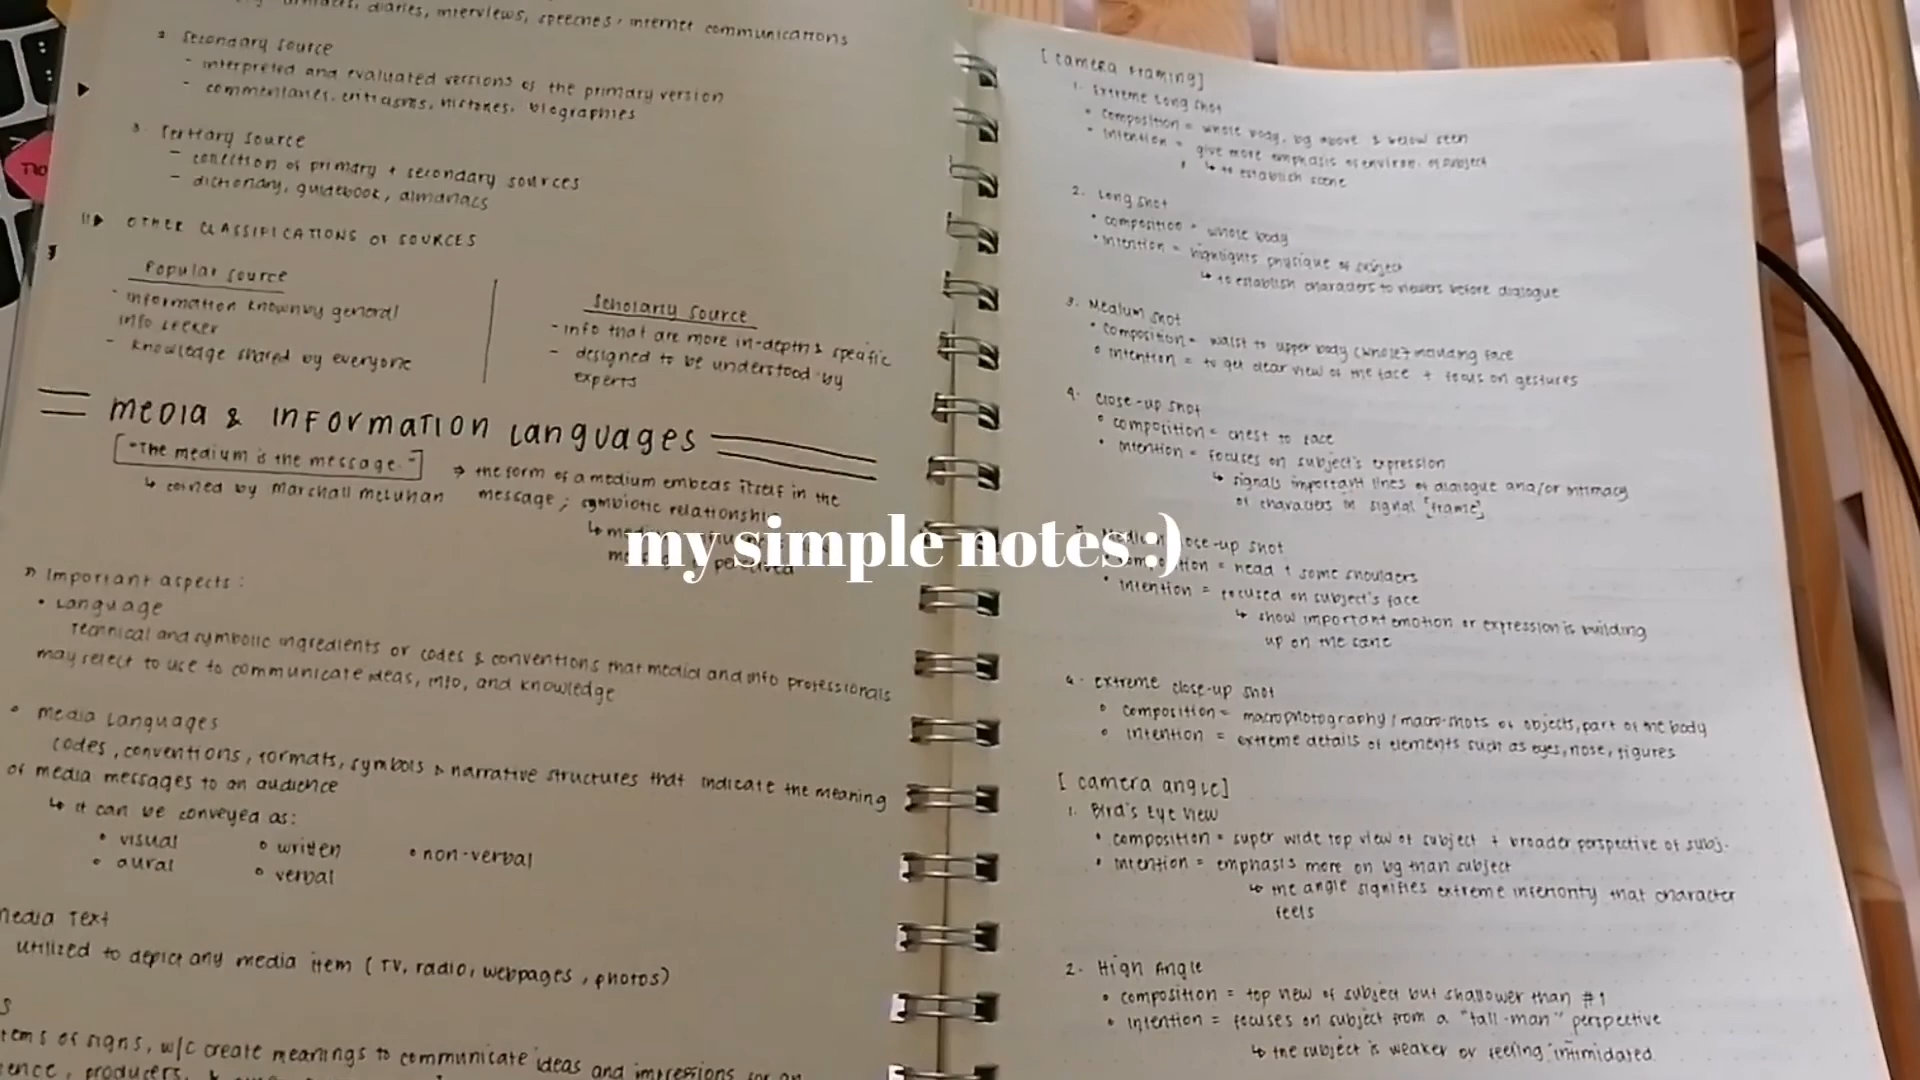 diaries, interviews, speeches, internet communications
2 Secondary source
- interpreted and evaluated versions of the primary version
- commentaries, criticisms, histories, biographies
3. Tertiary source
- collection of primary + secondary sources
- dictionary, guidebook, almanacs
OTHER CLASSIFICATIONS OF SOURCES
Popular source
- information known by general
info seeker
- knowledge shared by everyone
Scholarly source
- info that are more in-depth & specific
- designed to be understood by
experts
MEDIA & INFORMATION LANGUAGES
"The medium is the message."
↳ coined by Marshall McLuhan
→ the form of a medium embeds itself in the
message; symbiotic relationship
perceived
» Important aspects:
• Language
Technical and symbolic ingredients or codes & conventions that media and info professionals
may select to use to communicate ideas, info, and knowledge
• Media Languages
codes, conventions, formats, symbols & narrative structures that indicate the meaning
of media messages to an audience
↳ it can be conveyed as:
• visual • written • non-verbal
• aural • verbal
Media Text
utilized to depict any media item (TV, radio, webpages, photos)
of signs, w/c create meanings to communicate ideas and impressions for an
producers,
my simple notes :)
[camera framing]
1. Extreme Long shot
• composition = whole body, bg above & below seen
- intention = give more emphasis of environ. of subject
↳ to establish scene
2. Long shot
• composition = whole body
• intention = highlights physique of subject
↳ to establish characters to viewers before dialogue
3. Medium shot
• composition = waist to upper body (whole) including face
• intention = to get clear view of the face + focus on gestures
4. close-up shot
• composition = chest to face
• intention = focuses on subject's expression
↳ signals important lines of dialogue and/or intimacy
of characters in signal [frame]
close-up shot
= head + some shoulders
• intention = focused on subject's face
↳ show important emotion or expression is building
up on the cane
extreme close-up shot
• composition = macrophotography / macro-shots of objects, part of the body
• intention = extreme details of elements such as eyes, nose, figures
[camera angle]
1. Bird's Eye View
• composition = super wide top view of subject + broader perspective of subj.
• intention = emphasis more on bg than subject
↳ the angle signifies extreme inferiority that character
feels
2. High Angle
• composition = top view of subject but shallower than #1
• intention = focuses on subject from a "tall-man" perspective
↳ the subject is weaker or feeling intimidated